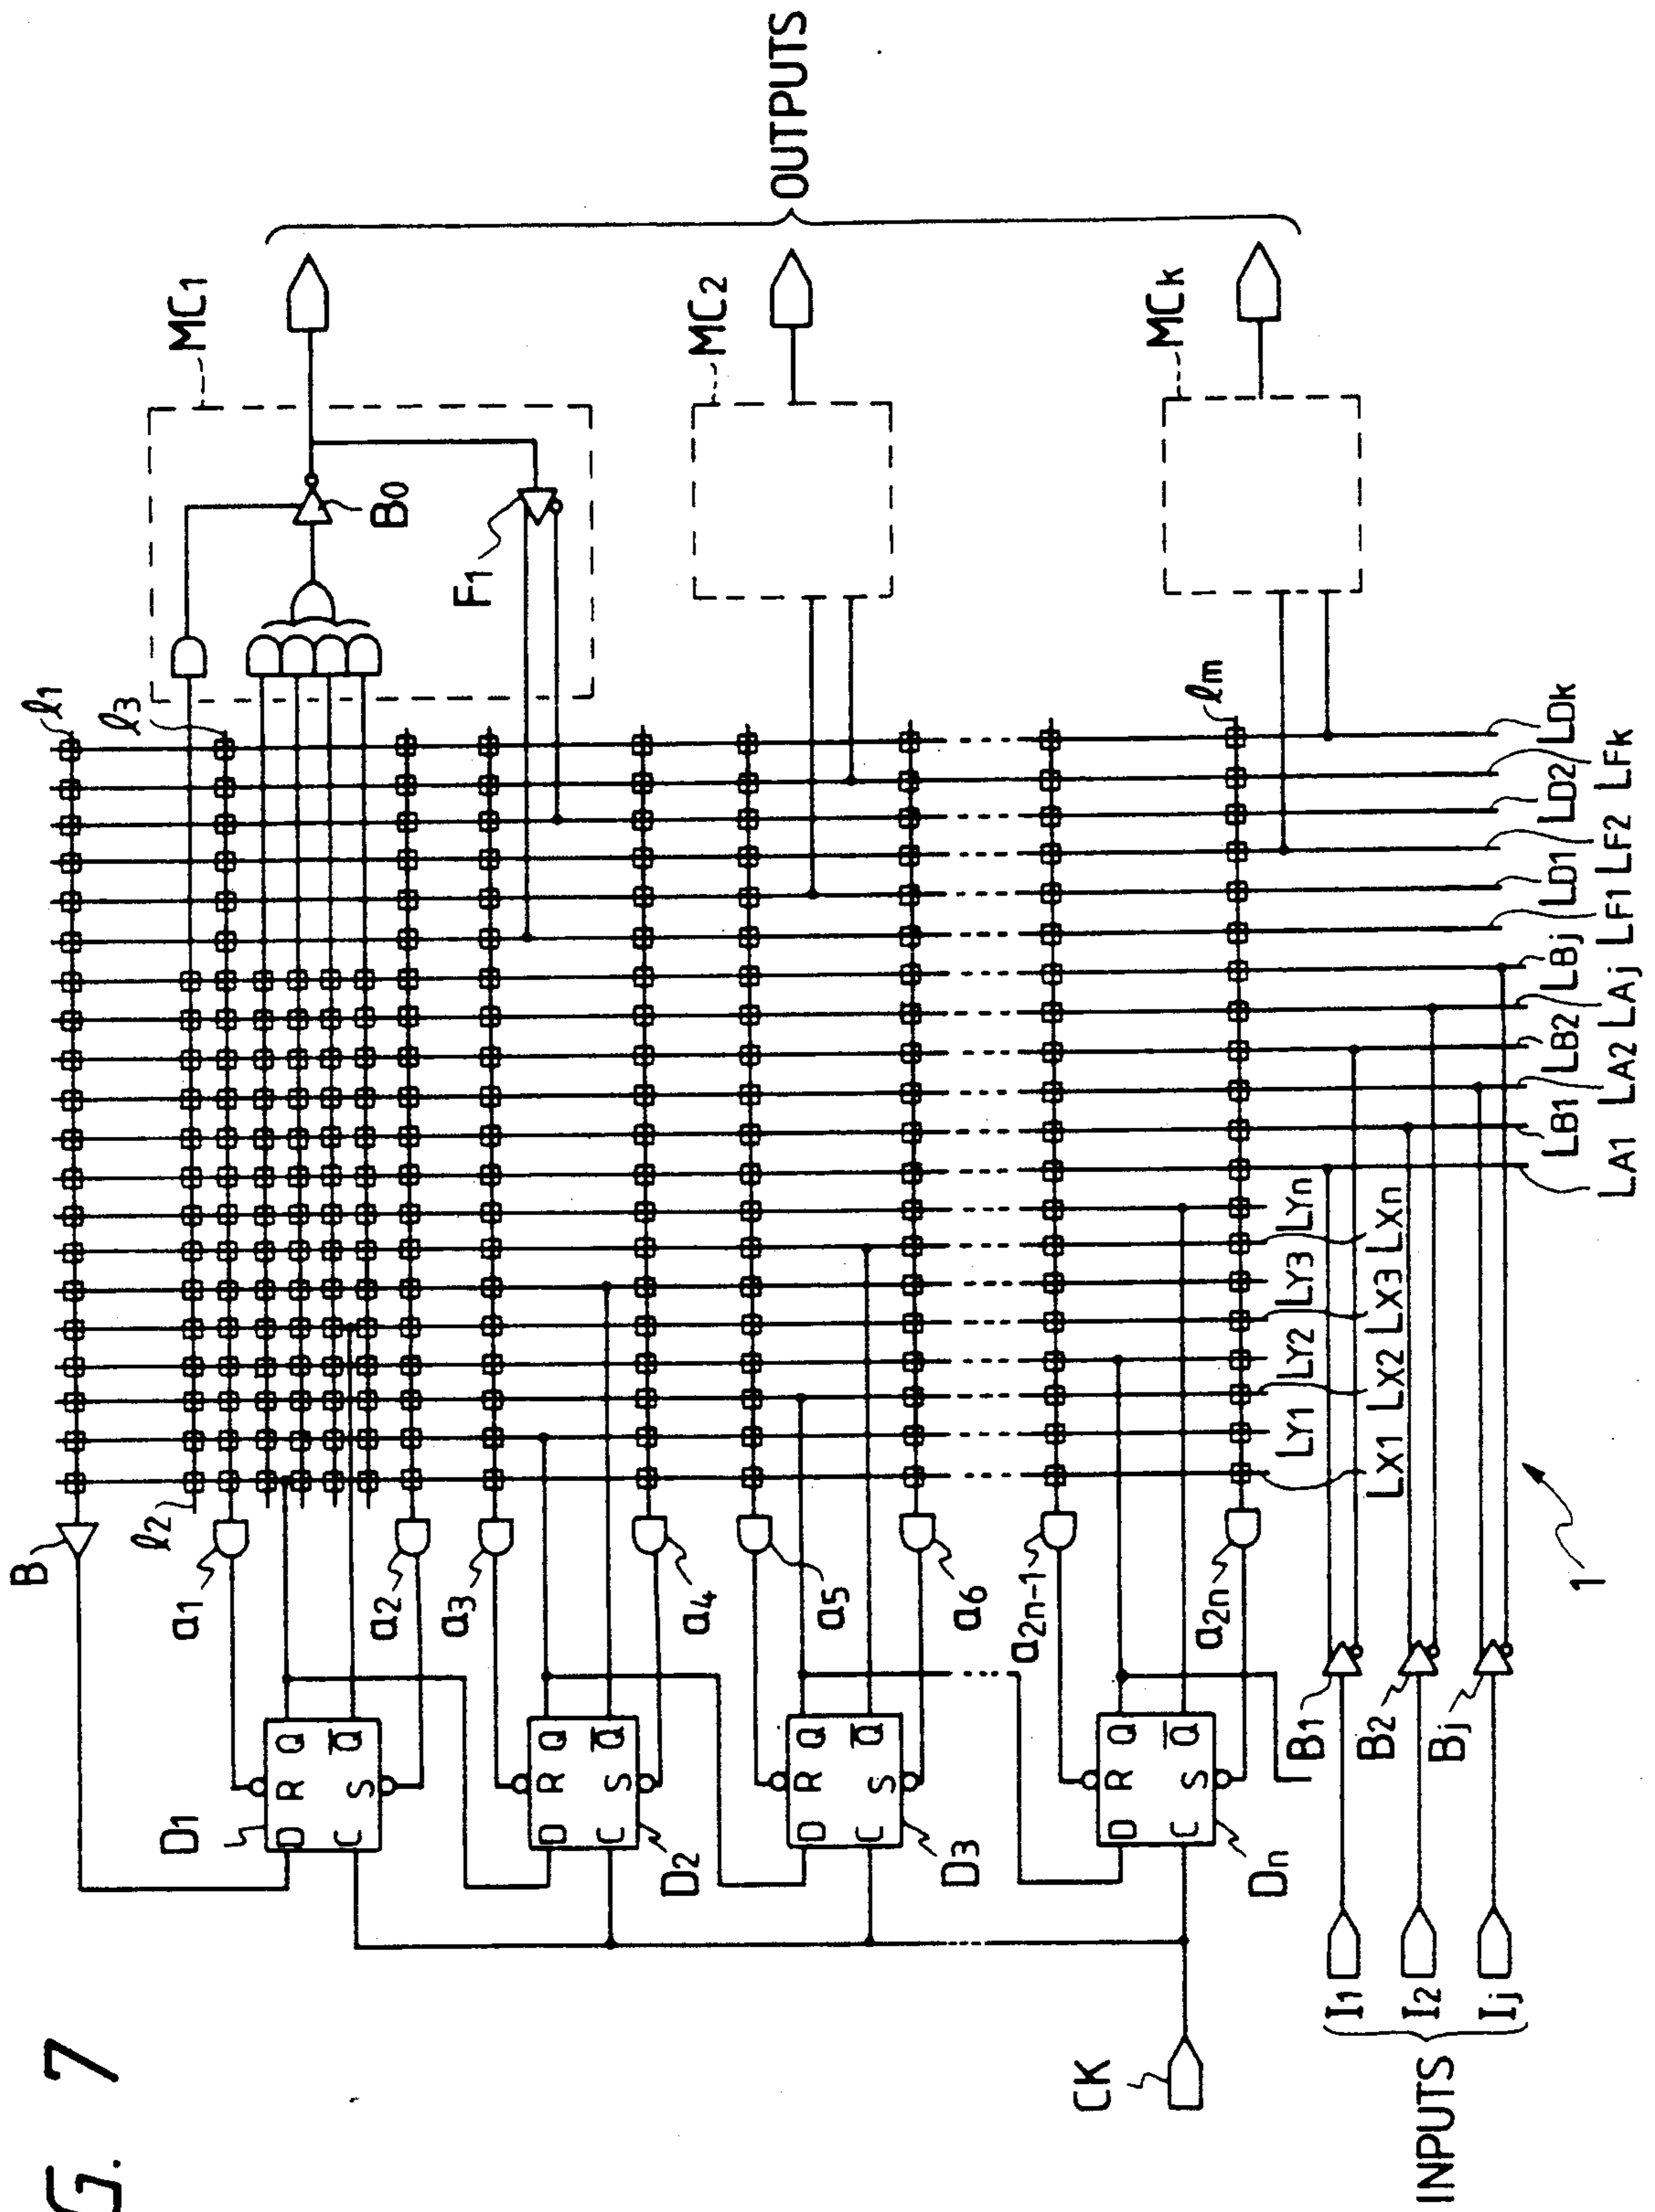 G. 7
OUTPUTS
MC1
MC2
MCk
B0
F1
l1
l3
lm
l2
B
a1
a2
a3
a4
a5
a6
a2n-1
a2n
D1
D R Q
C S Q̅
D2
D R Q
C S Q̅
D3
D R Q
C S Q̅
Dn
D R Q
C S Q̅
LX1 LY1 LX2 LY2 LX3 LY3 LXn LYn
LA1 LB1 LA2 LB2 LAj LBj LF1 LD1 LF2 LD2 LFk LDk
B1
B2
Bj
CK
I1
I2
Ij
INPUTS
1